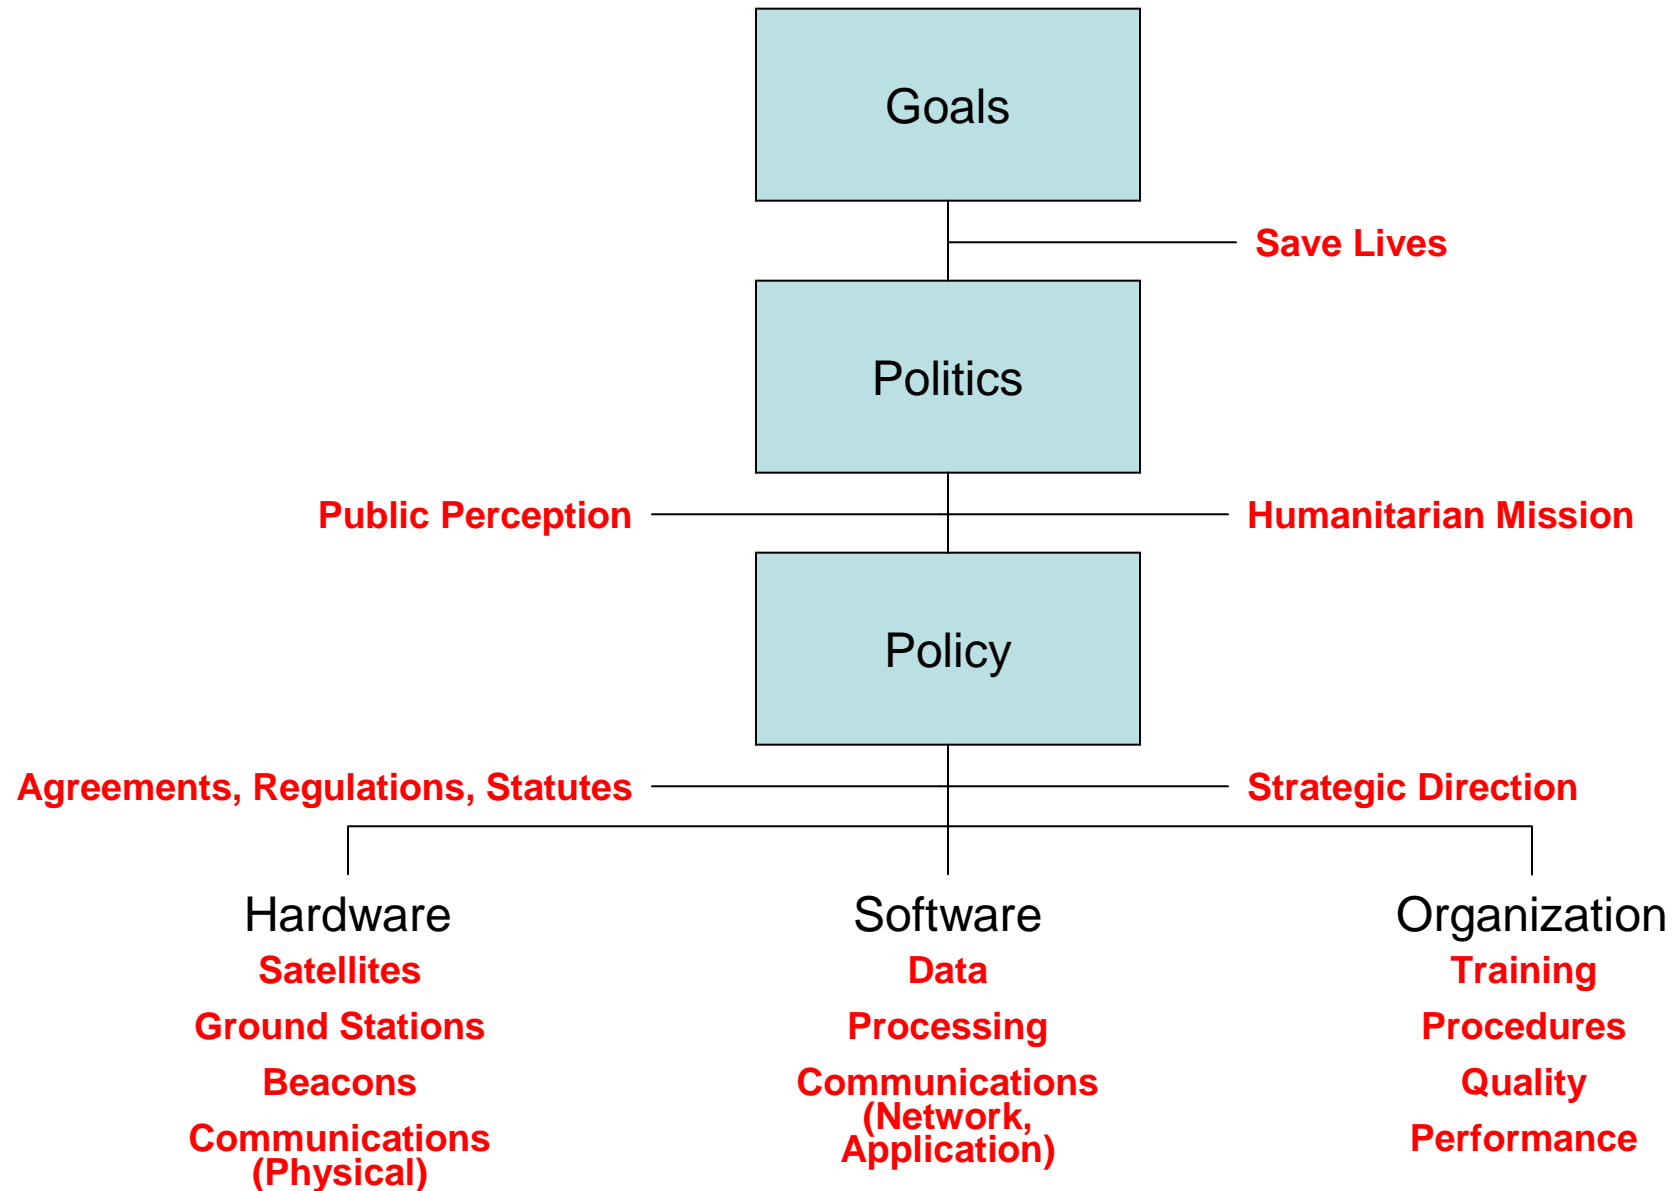 Goals
Save Lives
Politics
Public Perception
Humanitarian Mission
Policy
Agreements, Regulations, Statutes
Strategic Direction
Hardware
Satellites
Ground Stations
Beacons
Communications
(Physical)
Software
Data
Processing
Communications
(Network,
Application)
Organization
Training
Procedures
Quality
Performance